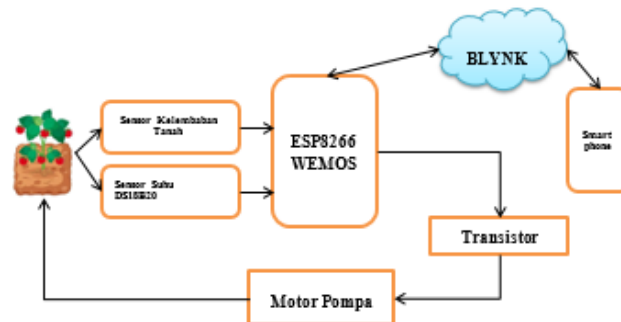 BLYNK
Sensor Kelembaban
Tanah
ESP8266
WEMOS
Smart
phone
Sensor Suhu
DS18B20
Transistor
Motor Pompa